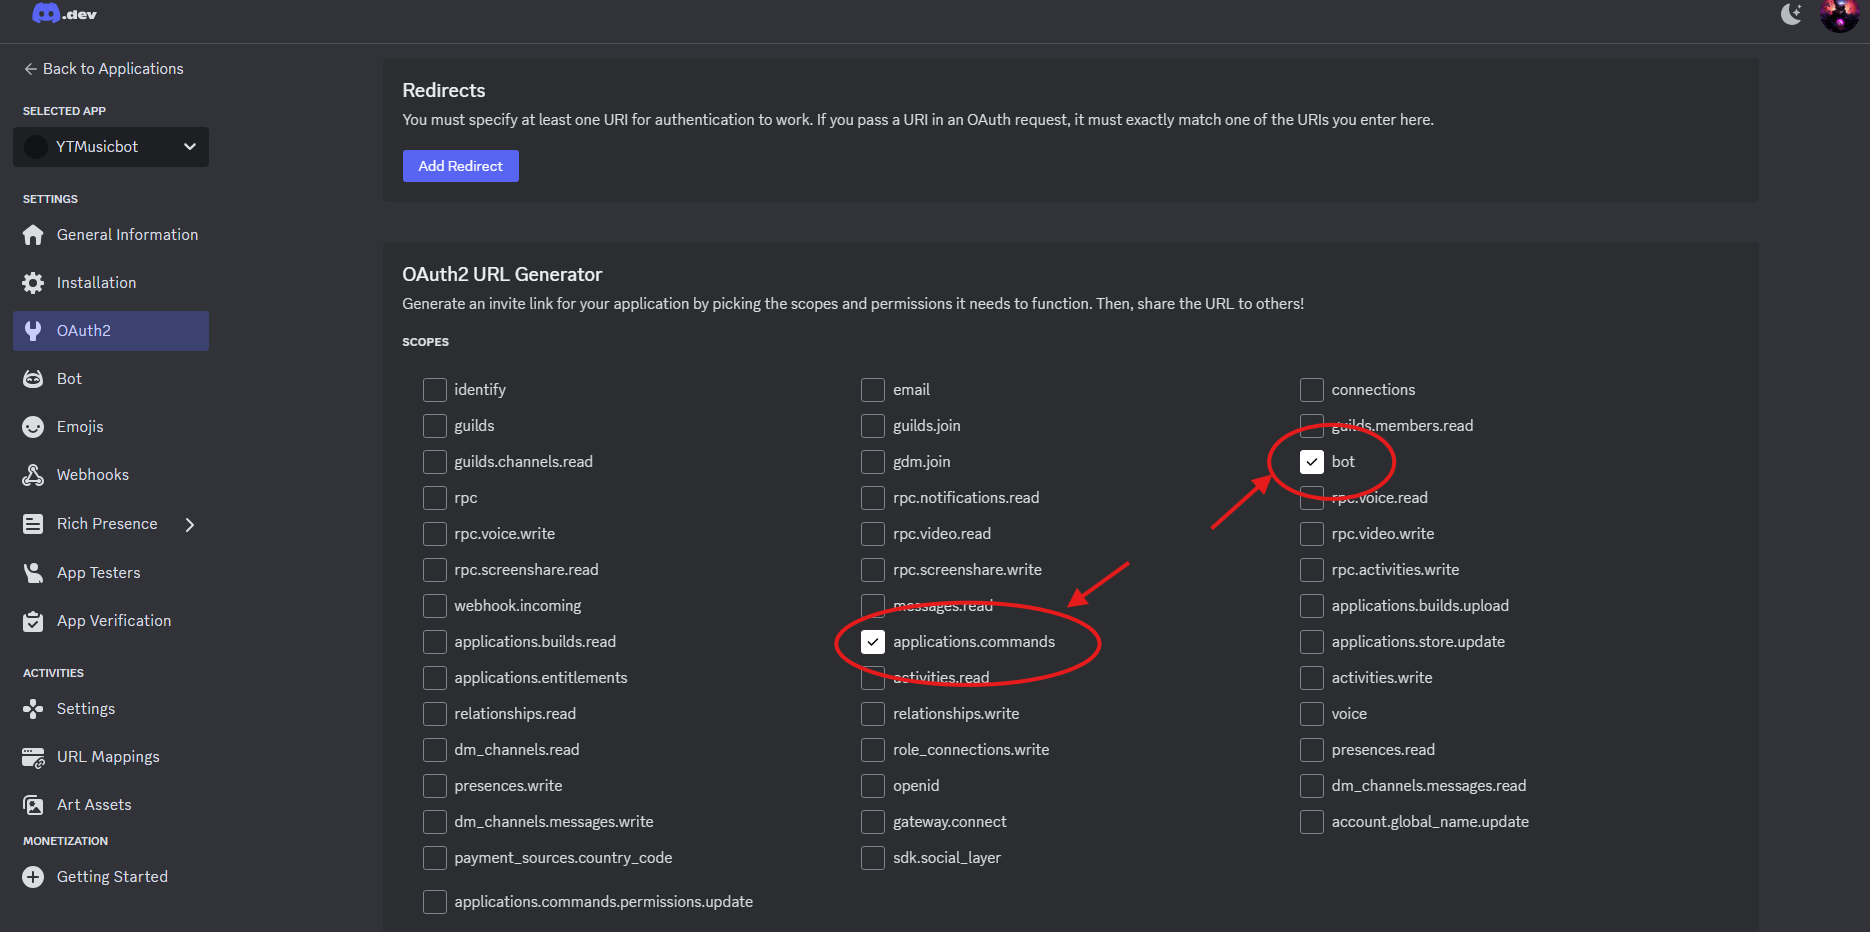 .dev
Back to Applications
SELECTED APP
YTMusicbot
SETTINGS
General Information
Installation
OAuth2
Bot
Emojis
Webhooks
Rich Presence
App Testers
App Verification
ACTIVITIES
Settings
URL Mappings
Art Assets
MONETIZATION
Getting Started
Redirects
You must specify at least one URI for authentication to work. If you pass a URI in an OAuth request, it must exactly match one of the URIs you enter here.
Add Redirect
OAuth2 URL Generator
Generate an invite link for your application by picking the scopes and permissions it needs to function. Then, share the URL to others!
SCOPES
identify email connections
guilds guilds.join guilds.members.read
guilds.channels.read gdm.join bot
rpc rpc.notifications.read rpc.voice.read
rpc.voice.write rpc.video.read rpc.video.write
rpc.screenshare.read rpc.screenshare.write rpc.activities.write
webhook.incoming messages.read applications.builds.upload
applications.builds.read applications.commands applications.store.update
applications.entitlements activities.read activities.write
relationships.read relationships.write voice
dm_channels.read role_connections.write presences.read
presences.write openid dm_channels.messages.read
dm_channels.messages.write gateway.connect account.global_name.update
payment_sources.country_code sdk.social_layer
applications.commands.permissions.update